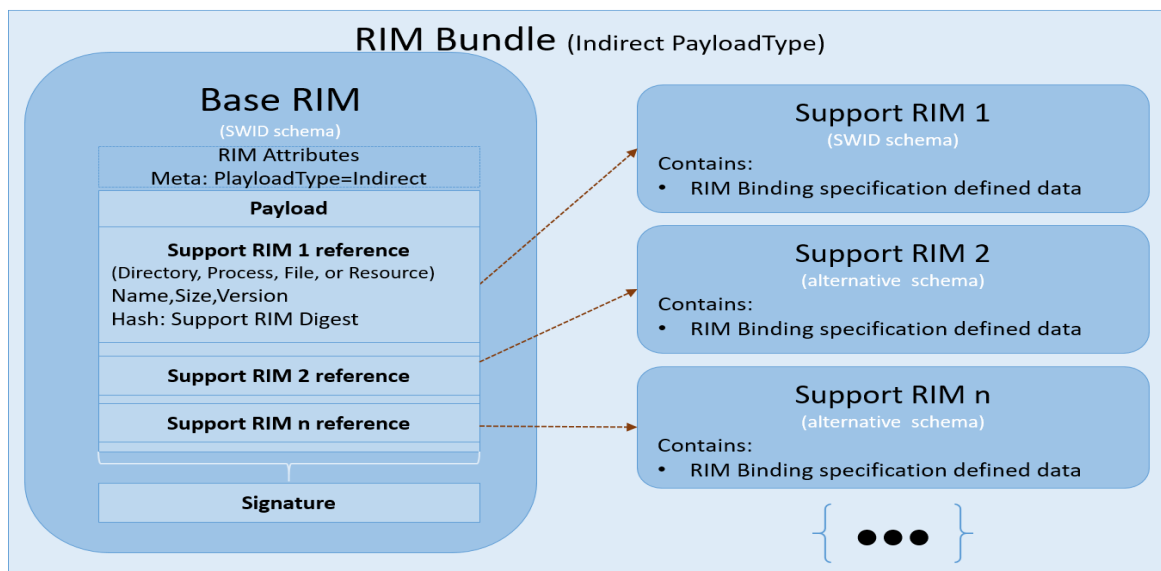 RIM Bundle (Indirect PayloadType)
Base RIM
(SWID schema)
RIM Attributes
Meta: PlayloadType=Indirect
Payload
Support RIM 1 reference
(Directory, Process, File, or Resource)
Name,Size,Version
Hash: Support RIM Digest
Support RIM 2 reference
Support RIM n reference
Signature
Support RIM 1
(SWID schema)
Contains:
• RIM Binding specification defined data
Support RIM 2
(alternative schema)
Contains:
• RIM Binding specification defined data
Support RIM n
(alternative schema)
Contains:
• RIM Binding specification defined data
{ ●●● }